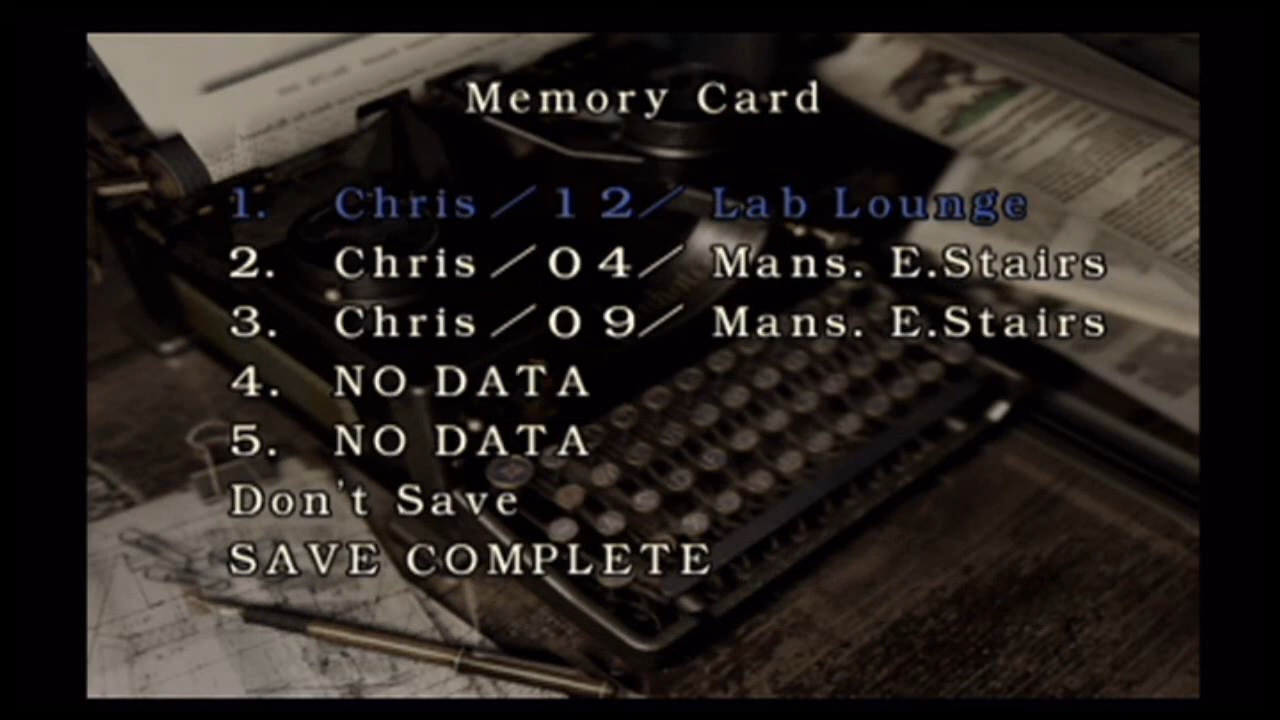 Memory Card
1. Chris/12/ Lab Lounge
2. Chris/04/ Mans. E.Stairs
3. Chris/09/ Mans. E.Stairs
4. NO DATA
5. NO DATA
Don't Save
SAVE COMPLETE